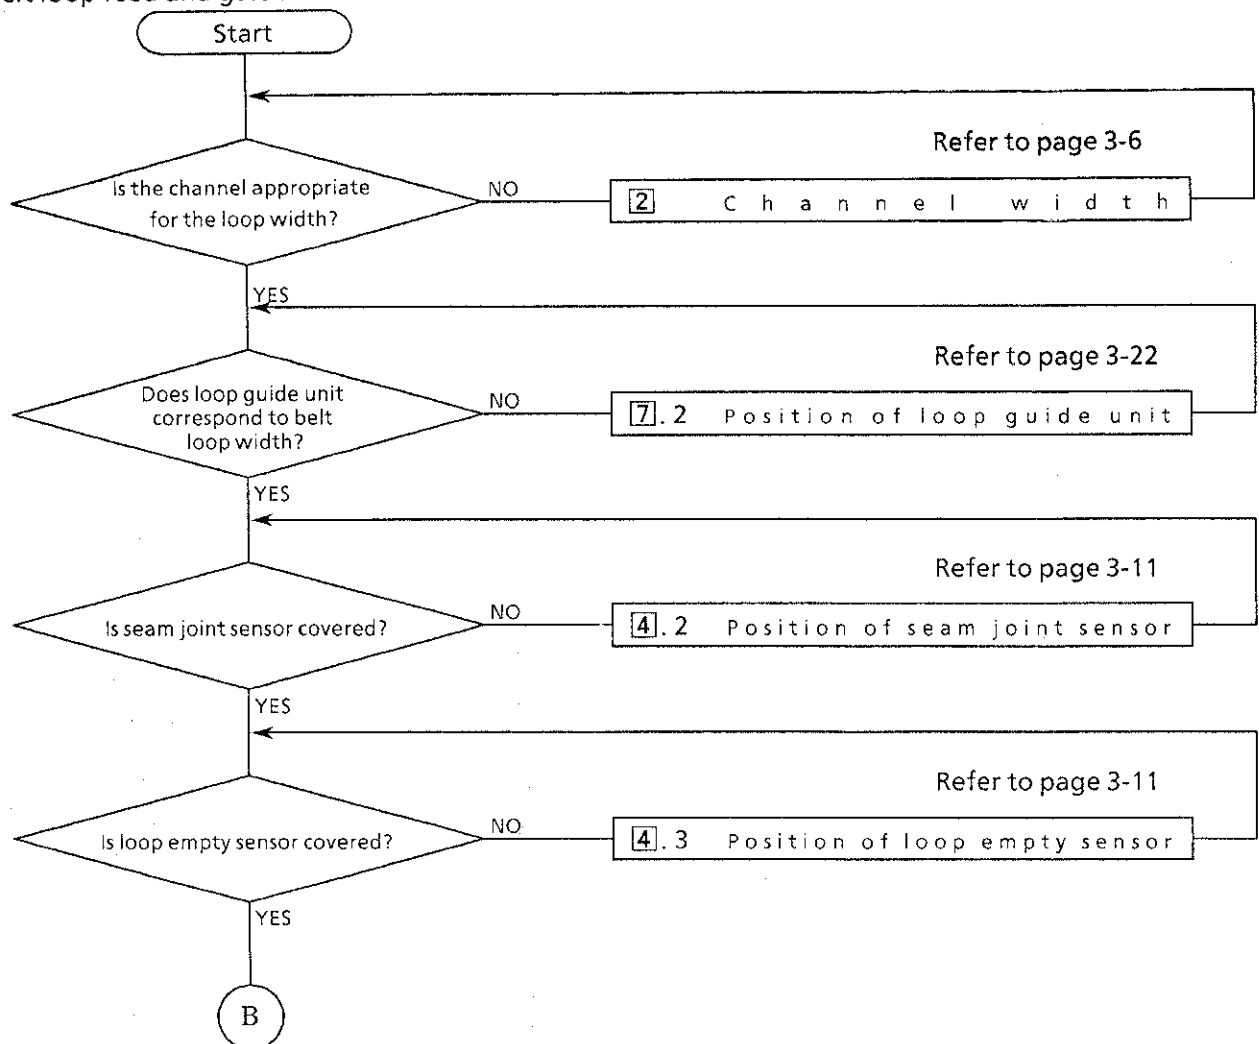 loop feed and
Start
Refer to page 3-6
Is the channel appropriate
for the loop width?
NO
2 Channel width
YES
Refer to page 3-22
Does loop guide unit
correspond to belt
loop width?
NO
7.2 Position of loop guide unit
YES
Refer to page 3-11
Is seam joint sensor covered?
NO
4.2 Position of seam joint sensor
YES
Refer to page 3-11
Is loop empty sensor covered?
NO
4.3 Position of loop empty sensor
YES
B